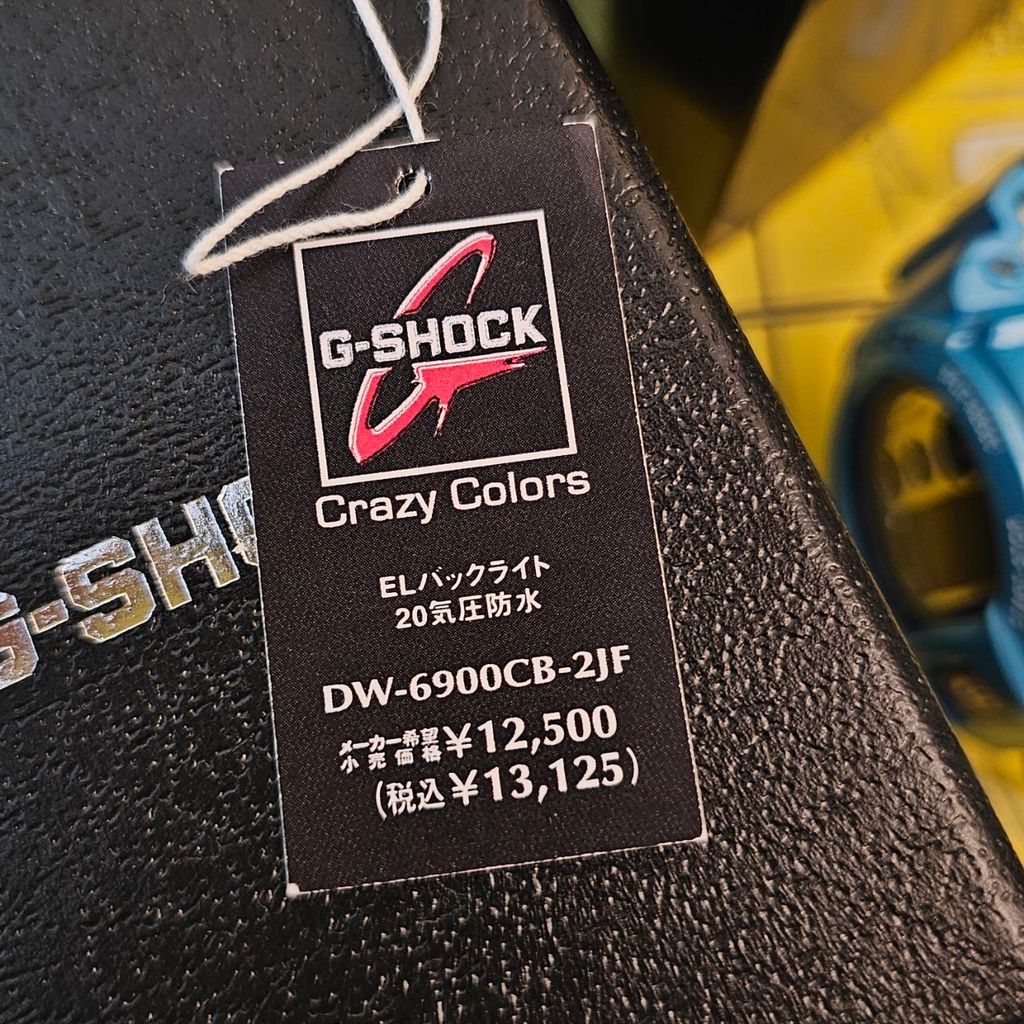 G-SHOCK
Crazy Colors
ELバックライト
20気圧防水
DW-6900CB-2JF
メーカー希望小売価格 ¥12,500
(税込¥13,125)
G-SHO